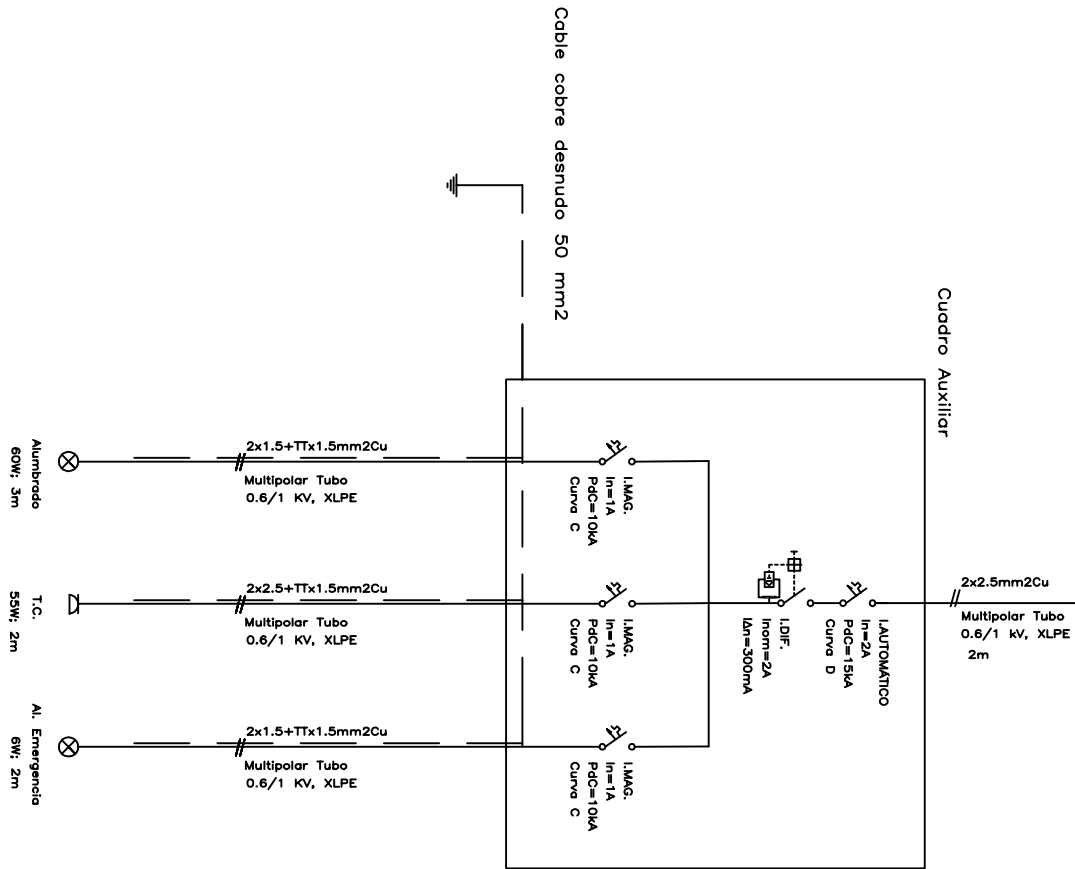 Cuadro Auxiliar
Cable cobre desnudo 50 mm2
2x2.5mm2Cu
Multipolar Tubo
0.6/1 kV, XLPE
2m
I.AUTOMÁTICO
In=2A
PdC=15kA
Curva D
I.DIF.
Inom=2A
IΔn=300mA
I.MAG.
In=1A
PdC=10kA
Curva C
I.MAG.
In=1A
PdC=10kA
Curva C
I.MAG.
In=1A
PdC=10kA
Curva C
2x1.5+TTx1.5mm2Cu
Multipolar Tubo
0.6/1 KV, XLPE
2x2.5+TTx1.5mm2Cu
Multipolar Tubo
0.6/1 KV, XLPE
2x1.5+TTx1.5mm2Cu
Multipolar Tubo
0.6/1 KV, XLPE
Alumbrado
60W; 3m
T.C.
55W; 2m
Al. Emergencia
6W; 2m